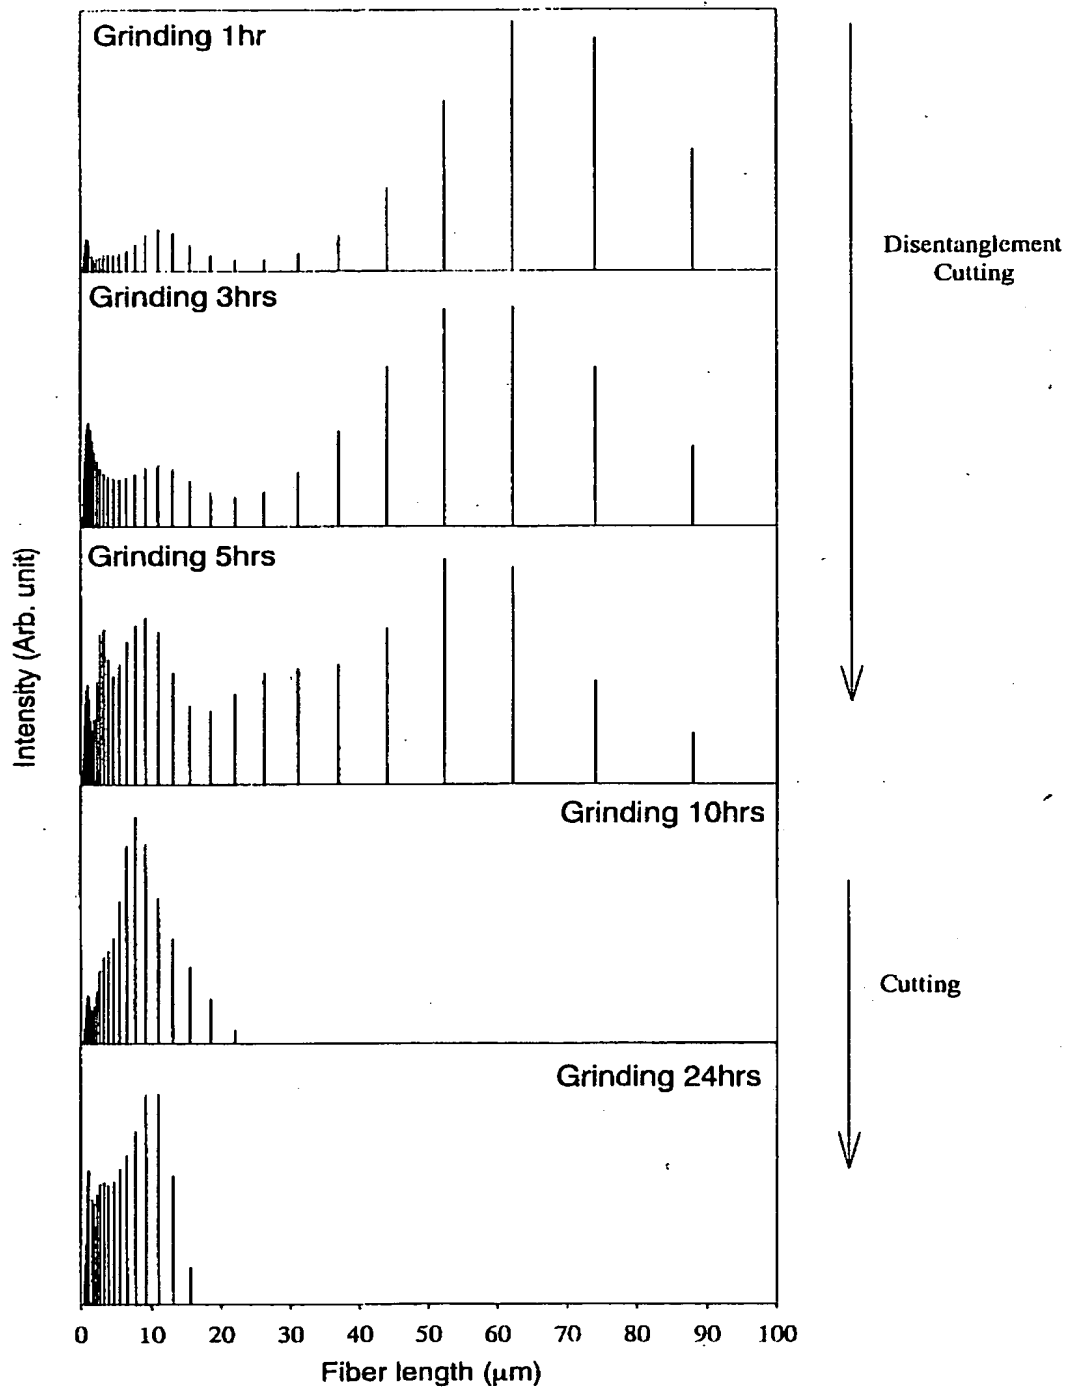 Grinding 1hr
Disentanglement
Cutting
Grinding 3hrs
Grinding 5hrs
Intensity (Arb. unit)
Grinding 10hrs
Cutting
Grinding 24hrs
0 10 20 30 40 50 60 70 80 90 100
Fiber length (μm)